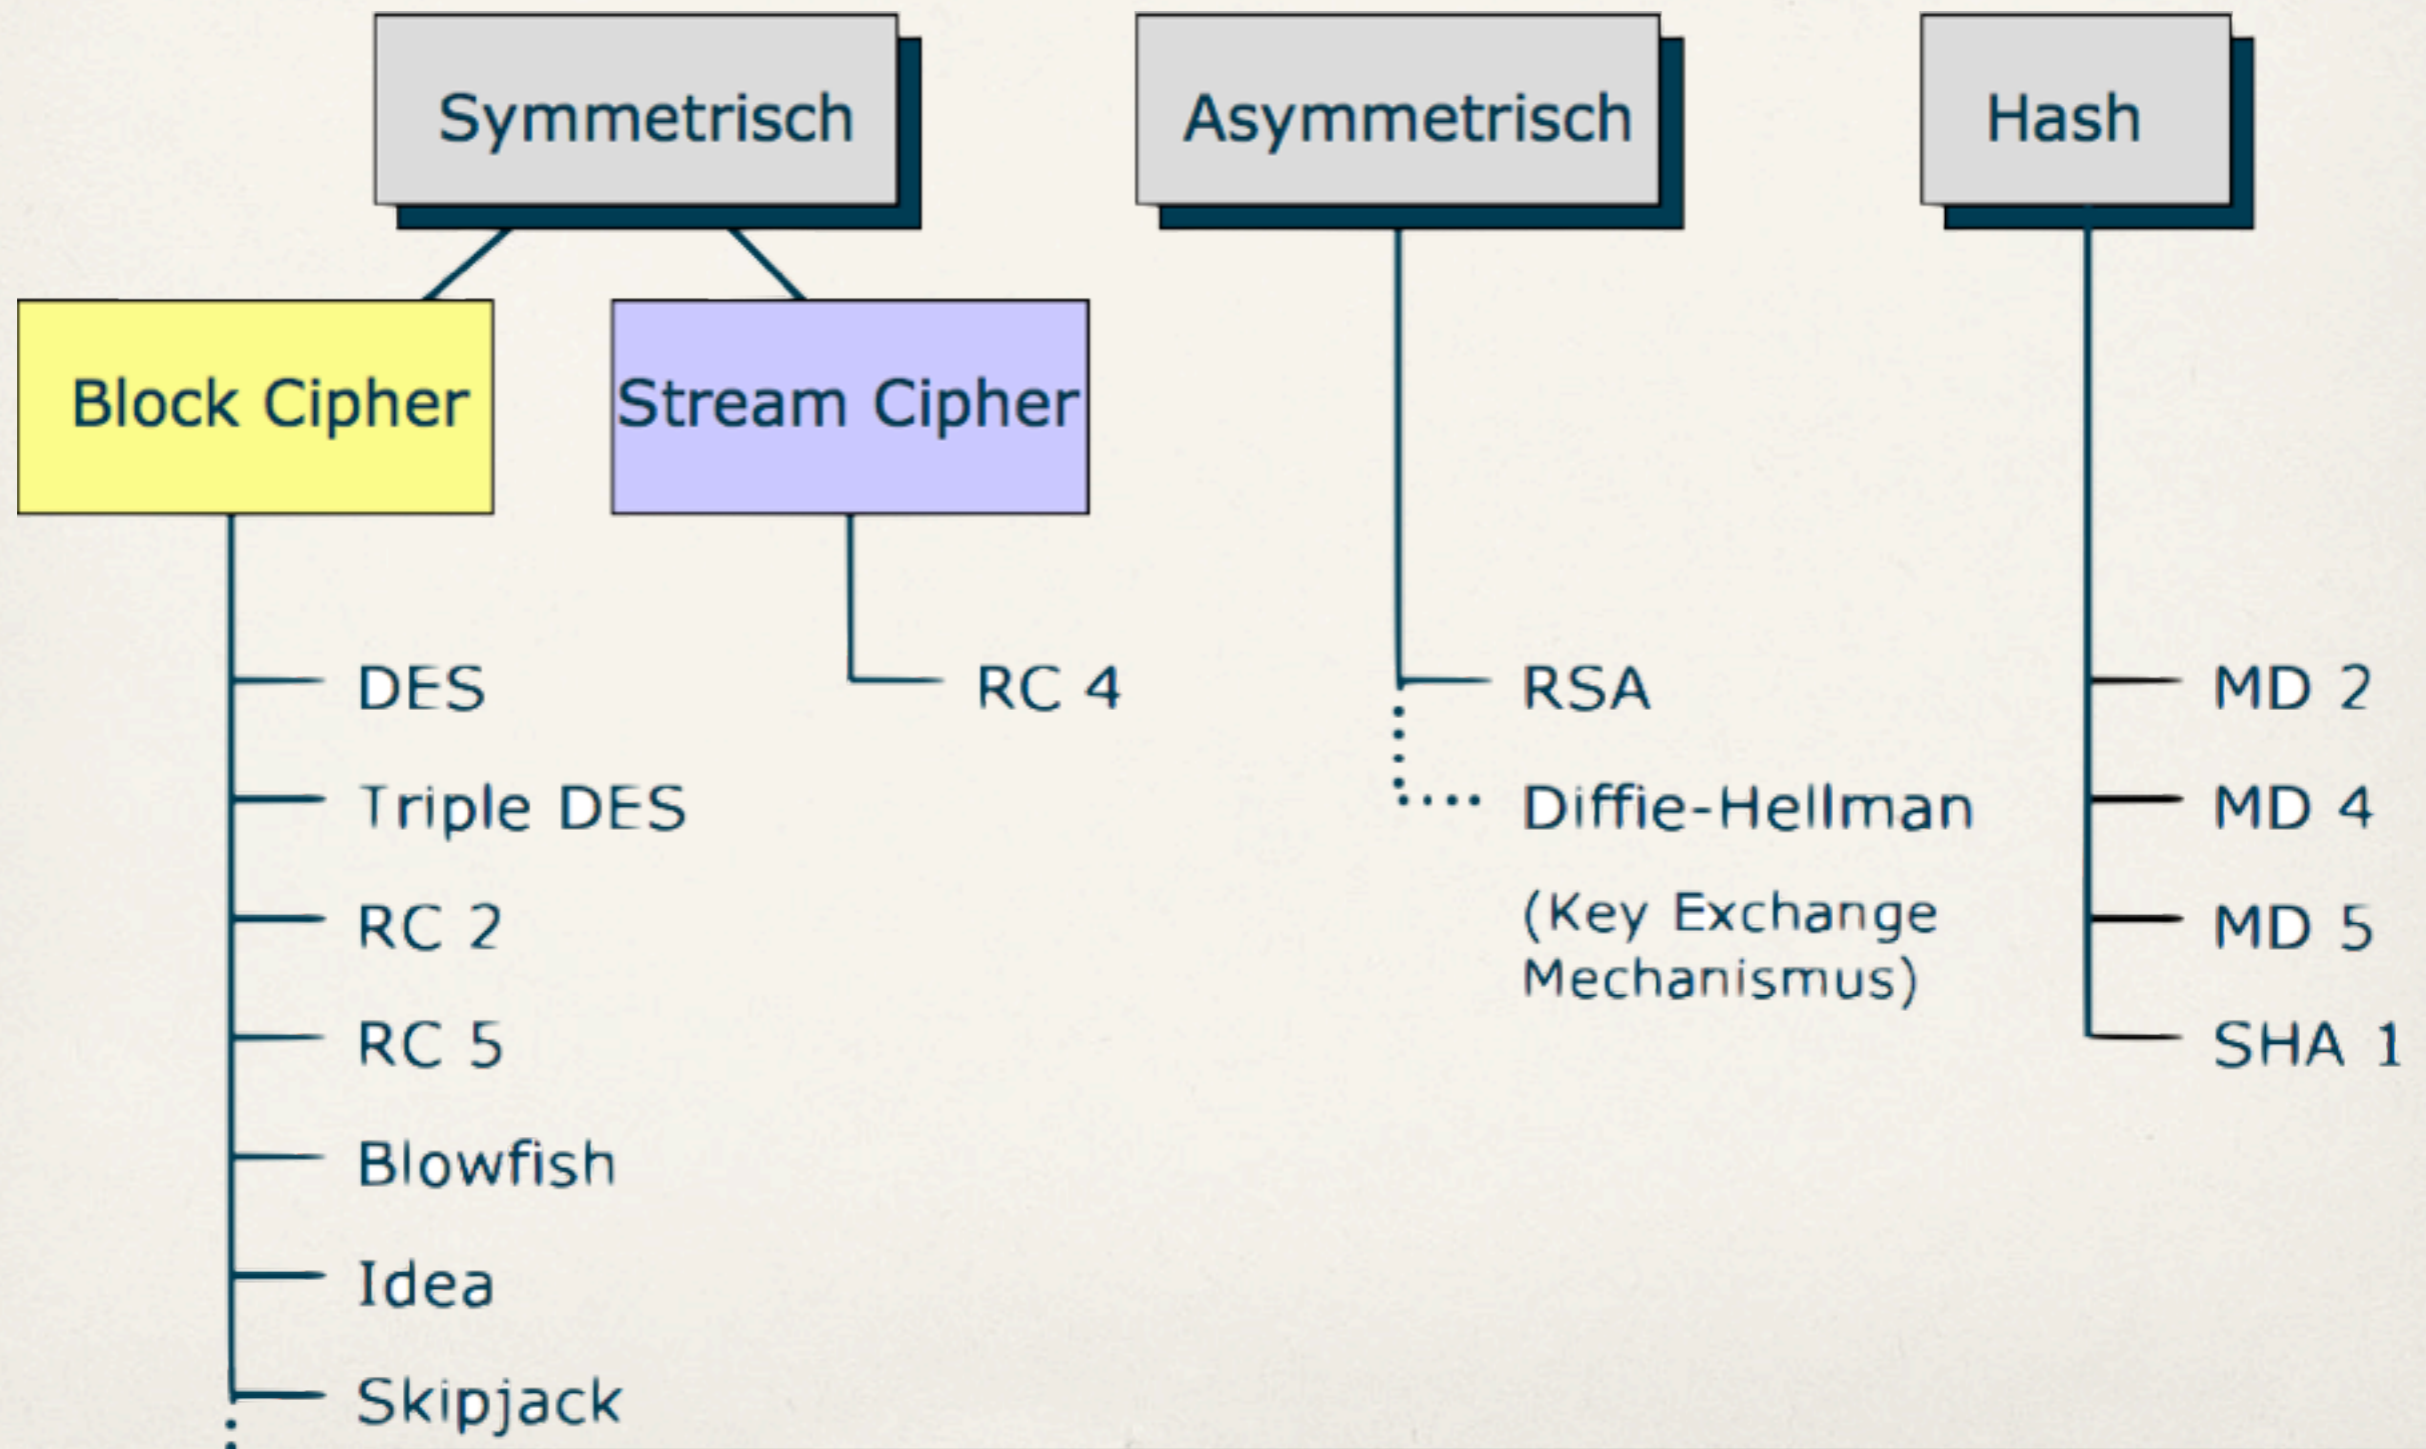 Symmetrisch
Asymmetrisch
Hash
Block Cipher
Stream Cipher
DES
Triple DES
RC 2
RC 5
Blowfish
Idea
Skipjack
RC 4
RSA
Diffie-Hellman
(Key Exchange
Mechanismus)
MD 2
MD 4
MD 5
SHA 1